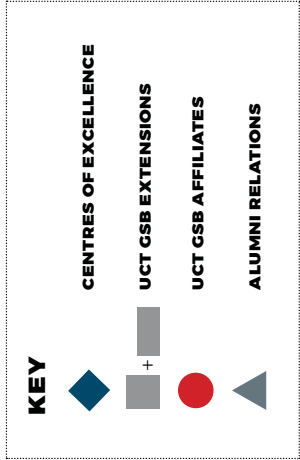 KEY
CENTRES OF EXCELLENCE
+
UCT GSB EXTENSIONS
UCT GSB AFFILIATES
ALUMNI RELATIONS